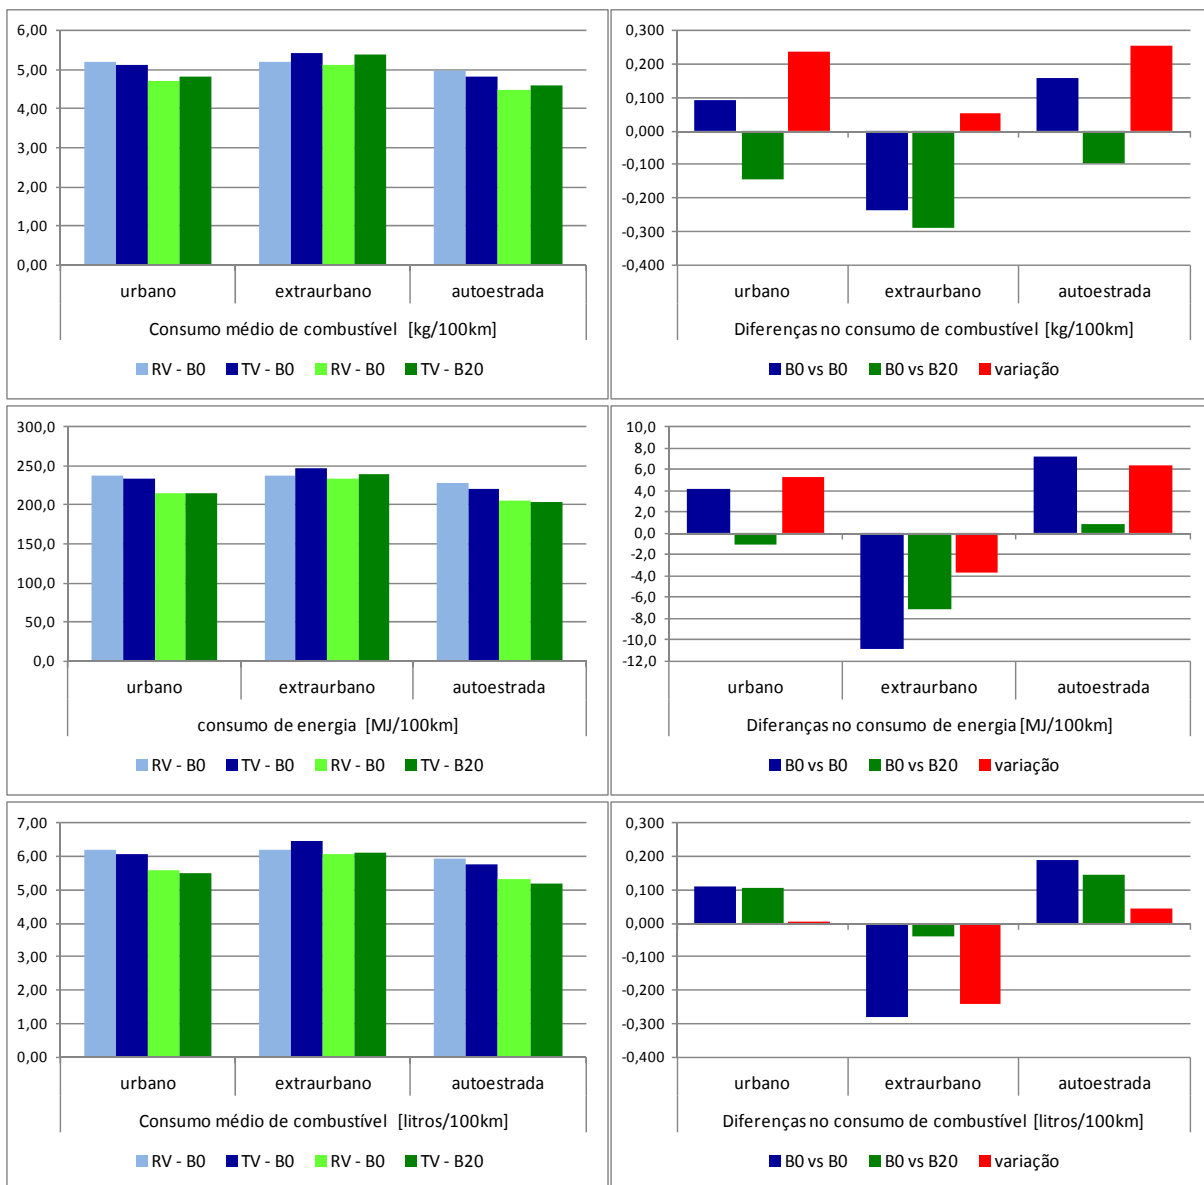 6,00
5,00
4,00
3,00
2,00
1,00
0,00
urbano extraurbano autoestrada
Consumo médio de combustível [kg/100km]
RV - B0 TV - B0 RV - B0 TV - B20
0,300
0,200
0,100
0,000
-0,100
-0,200
-0,300
-0,400
urbano extraurbano autoestrada
Diferenças no consumo de combustível [kg/100km]
B0 vs B0 B0 vs B20 variação
300,0
250,0
200,0
150,0
100,0
50,0
0,0
urbano extraurbano autoestrada
consumo de energia [MJ/100km]
RV - B0 TV - B0 RV - B0 TV - B20
10,0
8,0
6,0
4,0
2,0
0,0
-2,0
-4,0
-6,0
-8,0
-10,0
-12,0
urbano extraurbano autoestrada
Diferanças no consumo de energia [MJ/100km]
B0 vs B0 B0 vs B20 variação
7,00
6,00
5,00
4,00
3,00
2,00
1,00
0,00
urbano extraurbano autoestrada
Consumo médio de combustível [litros/100km]
RV - B0 TV - B0 RV - B0 TV - B20
0,300
0,200
0,100
0,000
-0,100
-0,200
-0,300
-0,400
urbano extraurbano autoestrada
Diferenças no consumo de combustível [litros/100km]
B0 vs B0 B0 vs B20 variação